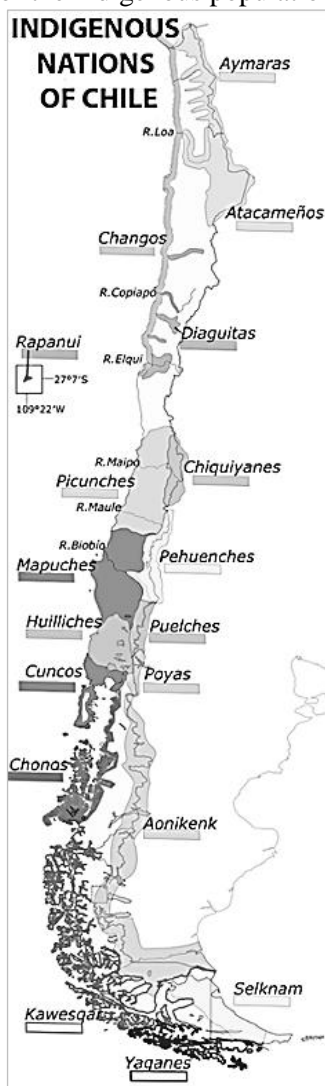 INDIGENOUS
NATIONS
OF CHILE
Aymaras
R.Loa
Atacameños
Changos
R.Copiapó
Diaguitas
Rapanui
R.Elqui
27°7'S
109°22'W
R.Maipo
Chiquiyanes
Picunches
R.Maule
R.Biobío
Pehuenches
Mapuches
Huilliches
Puelches
Cuncos
Poyas
Chonos
Aonikenk
Selknam
Kawesqar
Yaganes